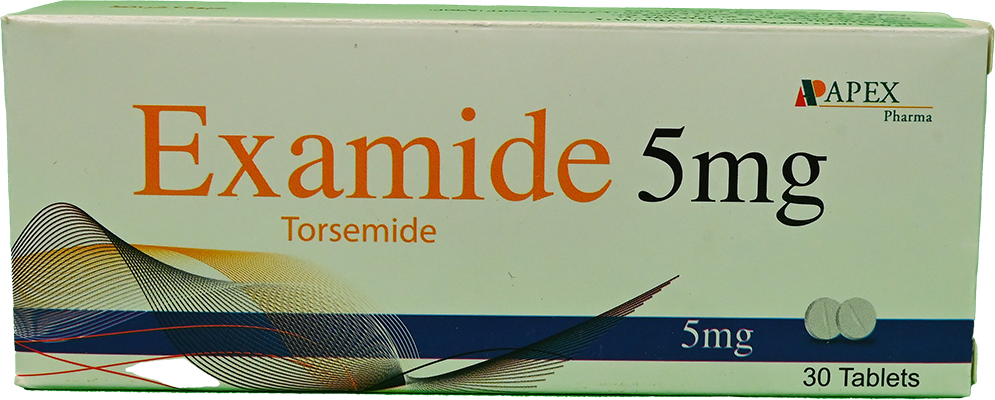 APEX
Pharma
Examide 5mg
Torsemide
5mg
30 Tablets